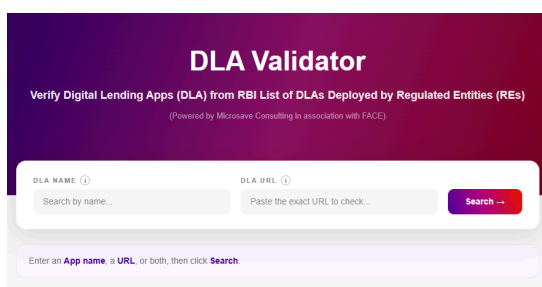 DLA Validator
Verify Digital Lending Apps (DLA) from RBI List of DLAs Deployed by Regulated Entities (REs)
(Powered by Microsave Consulting in association with FACE)
DLA NAME i
DLA URL i
Search by name...
Paste the exact URL to check...
Search →
Enter an App name, a URL, or both, then click Search.